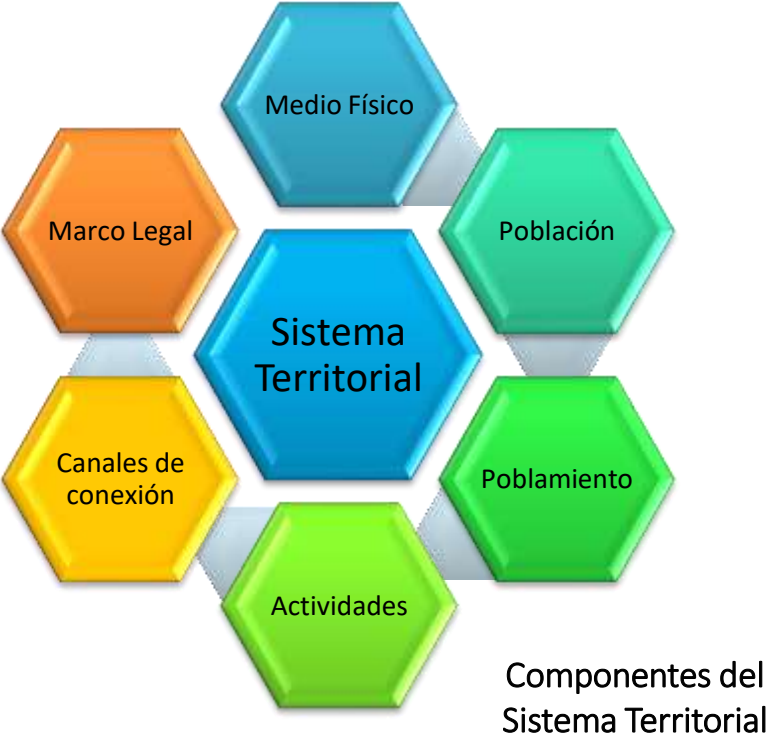 Medio Físico
Marco Legal
Población
Sistema
Territorial
Canales de
conexión
Poblamiento
Actividades
Componentes del
Sistema Territorial